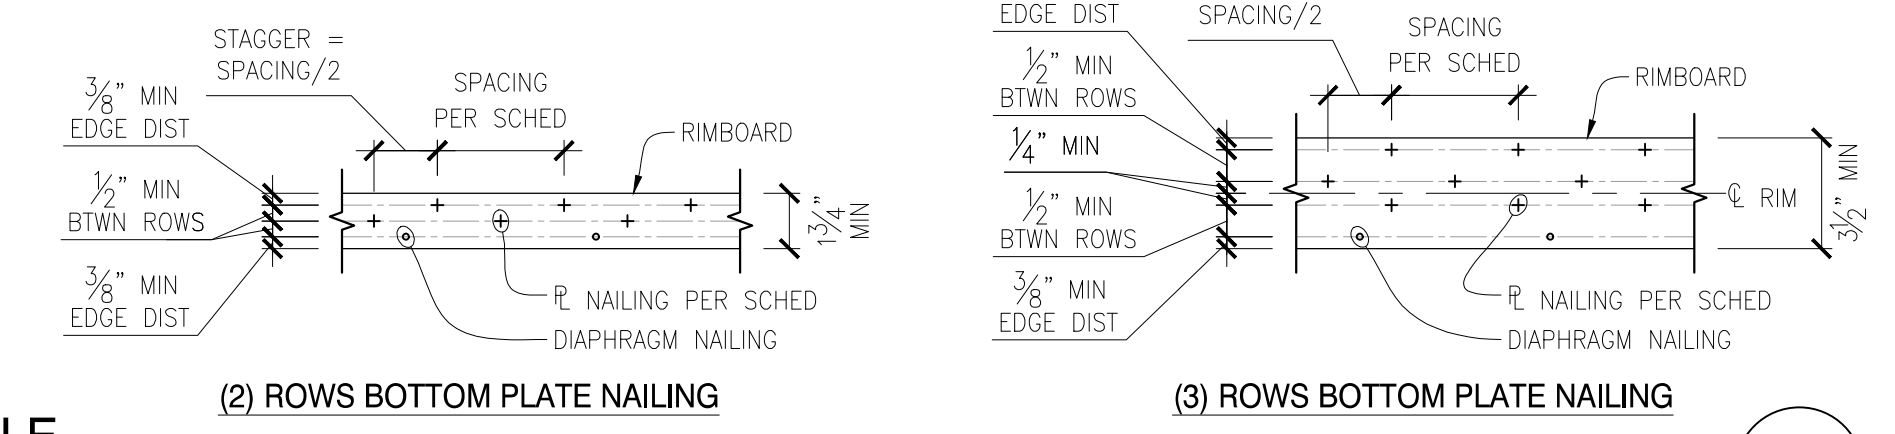 STAGGER =
SPACING/2
SPACING
PER SCHED
3/8" MIN
EDGE DIST
RIMBOARD
1/2" MIN
BTWN ROWS
1 3/4"
MIN
3/8" MIN
EDGE DIST
PL NAILING PER SCHED
DIAPHRAGM NAILING
(2) ROWS BOTTOM PLATE NAILING
EDGE DIST
SPACING/2
SPACING
PER SCHED
1/2" MIN
BTWN ROWS
RIMBOARD
1/4" MIN
1/2" MIN
BTWN ROWS
CL RIM
3 1/2" MIN
3/8" MIN
EDGE DIST
PL NAILING PER SCHED
DIAPHRAGM NAILING
(3) ROWS BOTTOM PLATE NAILING